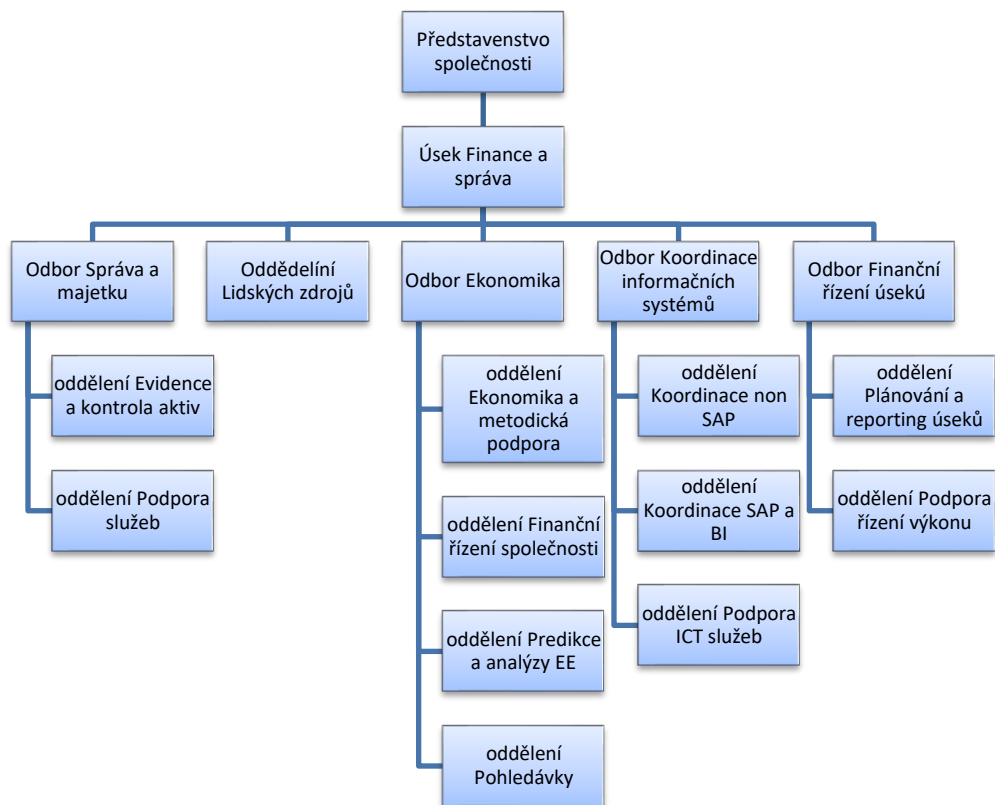 Představenstvo
společnosti
Úsek Finance a
správa
Odbor Správa a
majetku
Oddědelíní
Lidských zdrojů
Odbor Ekonomika
Odbor Koordinace
informačních
systémů
Odbor Finanční
řízení úsekú
oddělení Evidence
a kontrola aktiv
oddělení Podpora
služeb
oddělení
Ekonomika a
metodická
podpora
oddělení Finanční
řízení společnosti
oddělení Predikce
a analýzy EE
oddělení
Pohledávky
oddělení
Koordinace non
SAP
oddělení
Koordinace SAP a
BI
oddělení Podpora
ICT služeb
oddělení
Plánování a
reporting úseků
oddělení Podpora
řízení výkonu